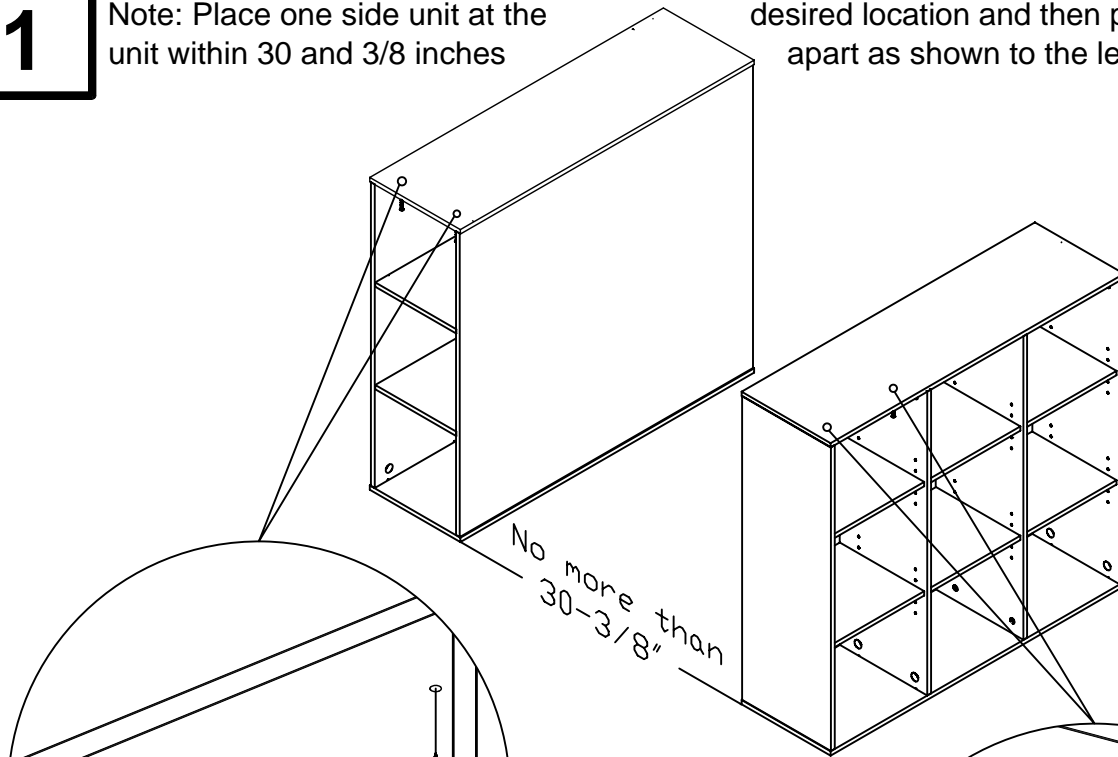 1
Note: Place one side unit at the desired location and then
unit within 30 and 3/8 inches apart as shown to the
No more than
30-3/8"